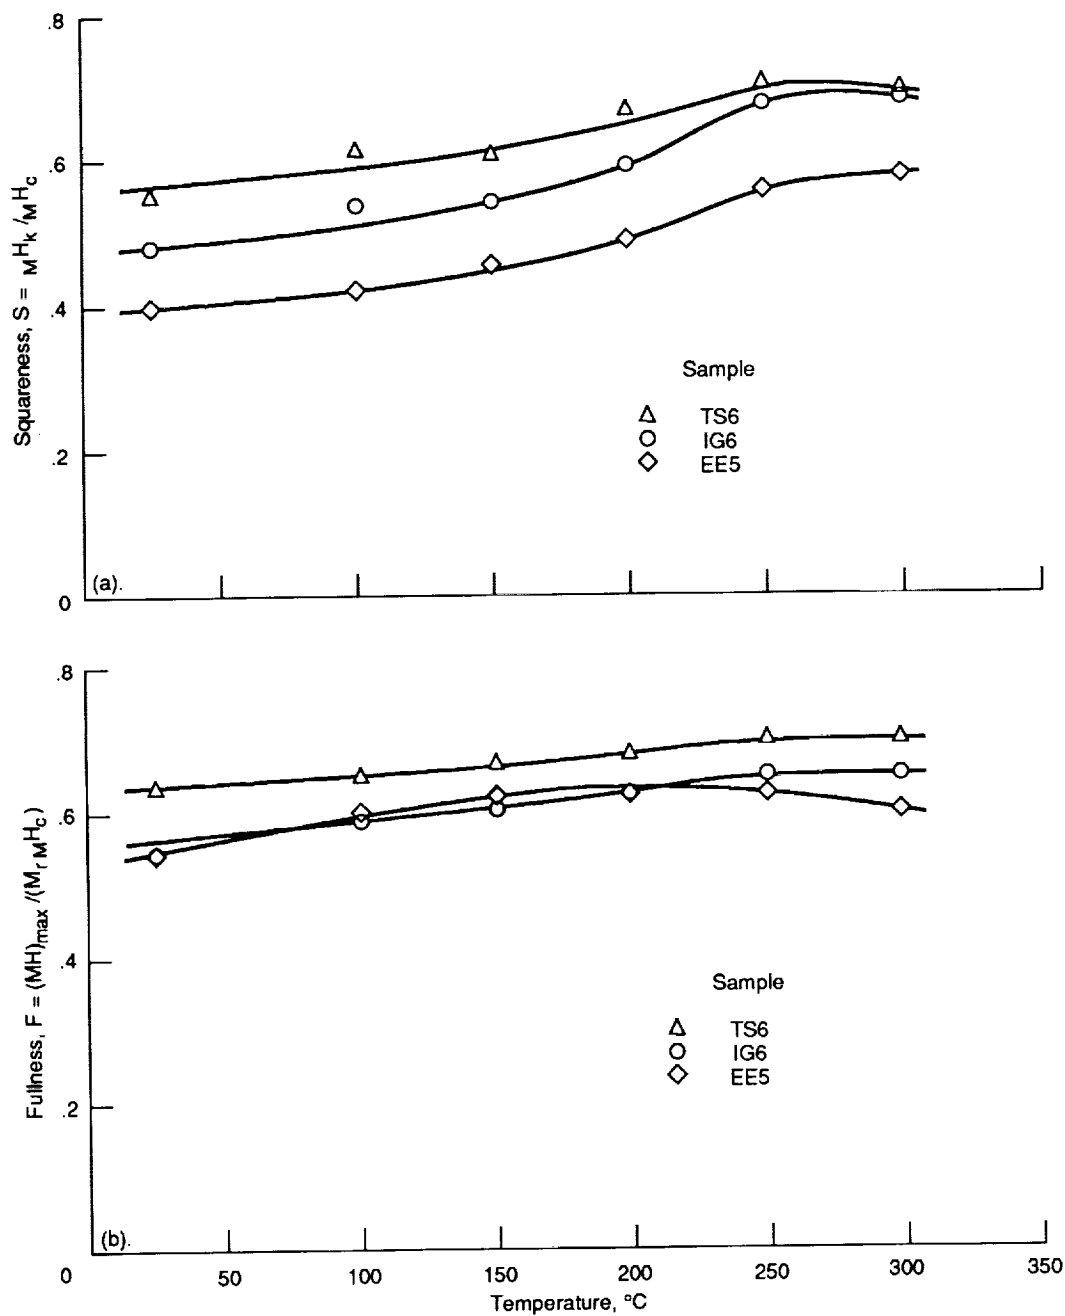 .8
.6
.4
.2
0
Squareness, S = MHk/MHc
Sample
TS6
IG6
EE5
(a).
.8
.6
.4
.2
0
Fullness, F = (MH)max/(Mr MHc)
Sample
TS6
IG6
EE5
(b).
50
100
150
200
250
300
350
Temperature, °C